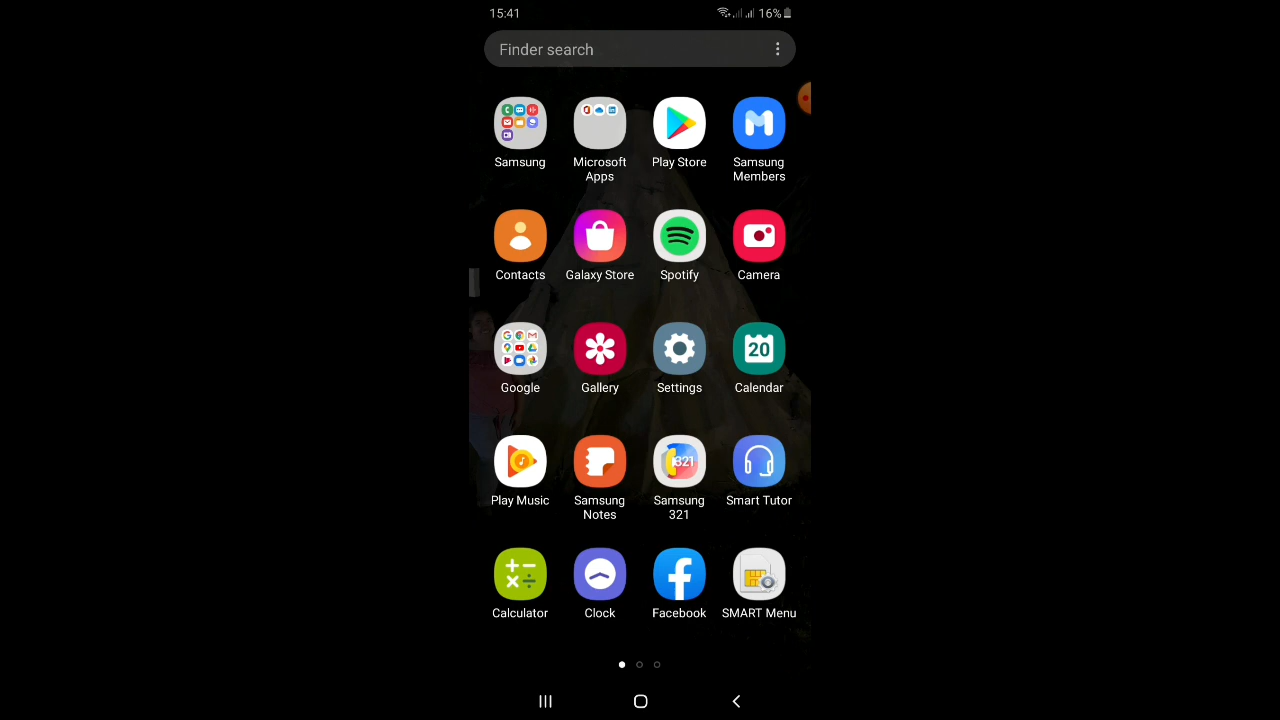 15:41
16%
Finder search
Samsung
Microsoft Apps
Play Store
Samsung Members
Contacts
Galaxy Store
Spotify
Camera
Google
Gallery
Settings
20
Calendar
Play Music
Samsung Notes
321
Samsung 321
Smart Tutor
Calculator
Clock
Facebook
SMART Menu